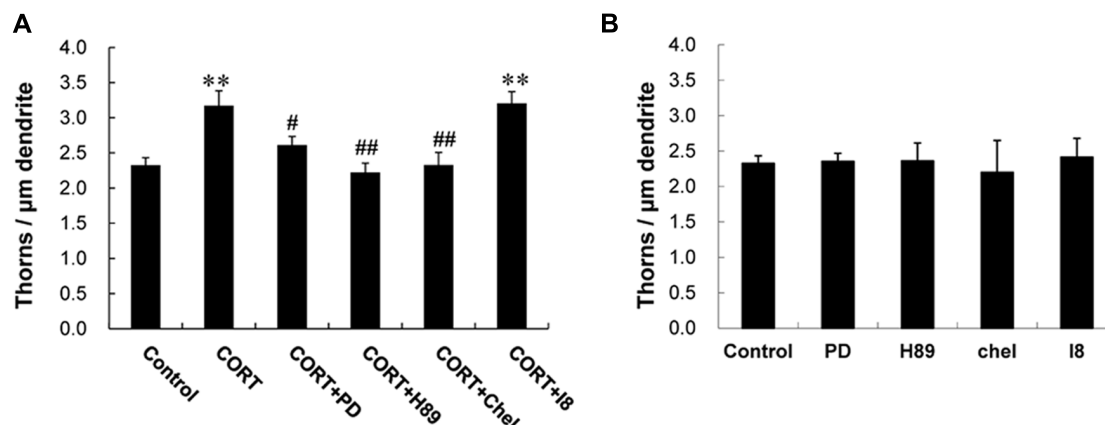 A
Thorns / μm dendrite
4.0
3.5
3.0
2.5
2.0
1.5
1.0
0.5
0.0
**
#
##
##
**
Control
CORT
CORT+PD
CORT+H89
CORT+Chel
CORT+I8
B
Thorns / μm dendrite
4.0
3.5
3.0
2.5
2.0
1.5
1.0
0.5
0.0
Control PD H89 chel I8